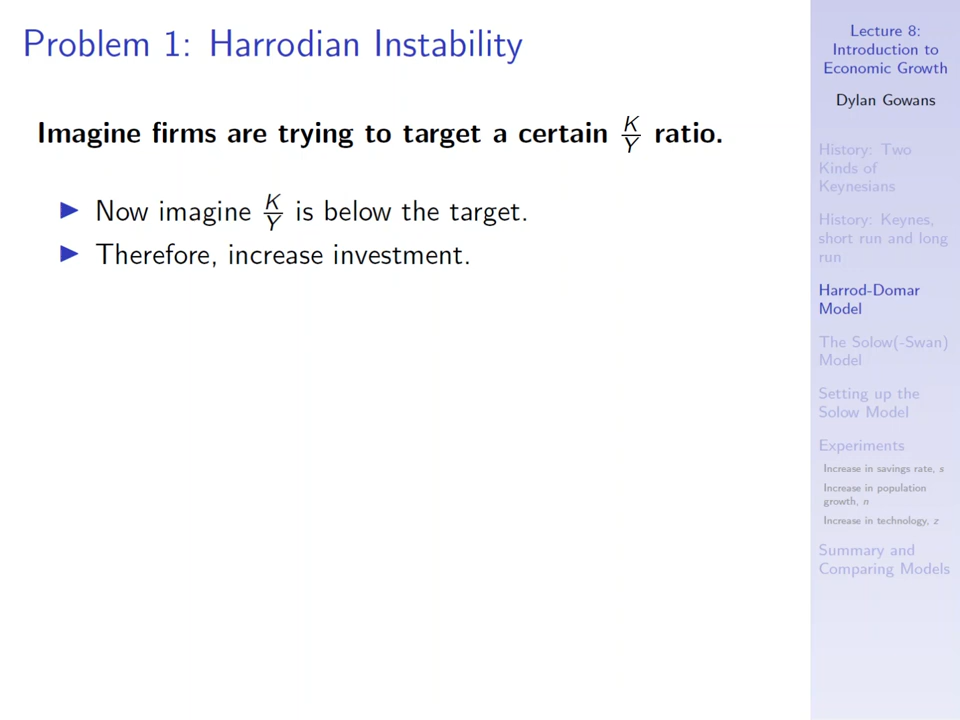 Problem 1: Harrodian Instability
Imagine firms are trying to target a certain K/Y ratio.
▶ Now imagine K/Y is below the target.
▶ Therefore, increase investment.
Lecture 8:
Introduction to
Economic Growth
Dylan Gowans
History: Two
Kinds of
Keynesians
History: Keynes,
short run and long
run
Harrod-Domar
Model
The Solow(-Swan)
Model
Setting up the
Solow Model
Experiments
Increase in savings rate, s
Increase in population
growth, n
Increase in technology, z
Summary and
Comparing Models